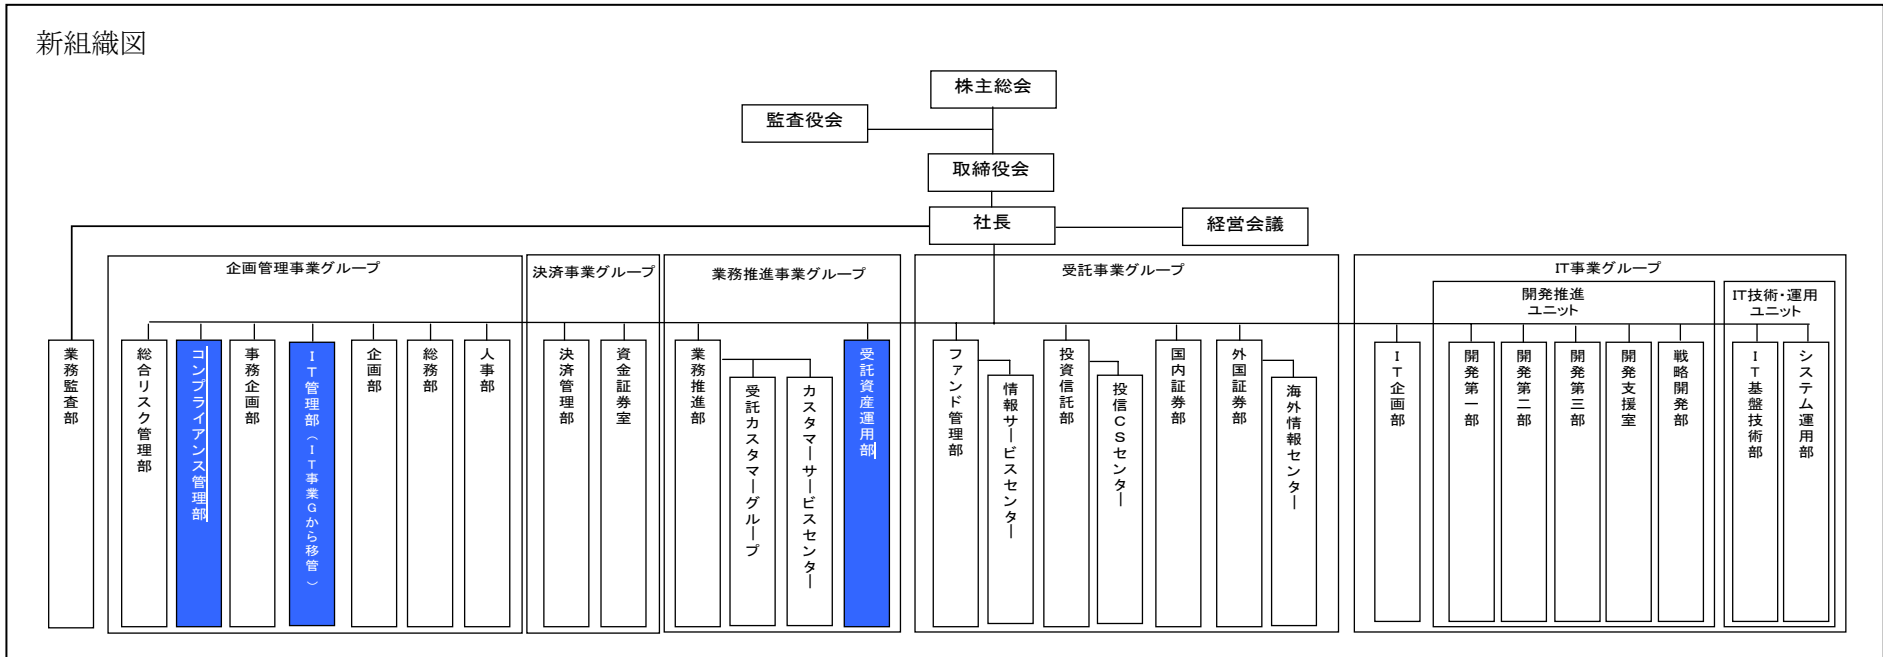 新組織図
株主総会
監査役会
取締役会
社長
経営会議
企画管理事業グループ
決済事業グループ
業務推進事業グループ
受託事業グループ
IT事業グループ
開発推進
ユニット
IT技術・運用
ユニット
業務監査部
総合リスク管理部
コンプライアンス管理部
事務企画部
IT管理部(IT事業Gから移管)
企画部
総務部
人事部
決済管理部
資金証券室
業務推進部
受託カスタマーグループ
カスタマーサービスセンター
受託資産運用部
ファンド管理部
情報サービスセンター
投資信託部
投信CSセンター
国内証券部
外国証券部
海外情報センター
IT企画部
開発第一部
開発第二部
開発第三部
開発支援室
戦略開発部
IT基盤技術部
システム運用部